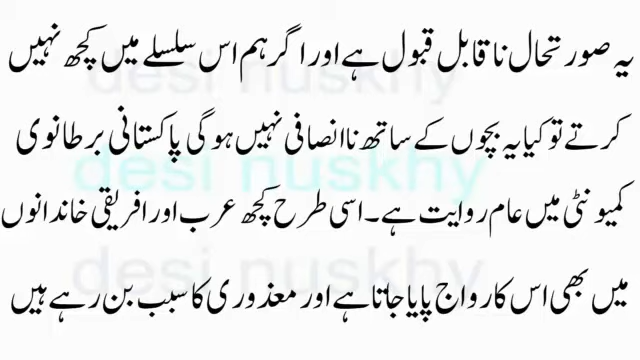 یہ صورتحال ناقابل قبول ہے اور اگر ہم اس سلسلے میں کچھ نہیں
کرتے تو کیا یہ بچوں کے ساتھ ناانصافی نہیں ہوگی پاکستانی برطانوی
کمیونٹی میں عام روایت ہے۔ اسی طرح کچھ عرب اور افریقی خاندانوں
میں بھی اس کا رواج پایا جاتا ہے اور معذوری کا سبب بن رہے ہیں
desi nuskhy
desi nuskhy
desi nuskhy